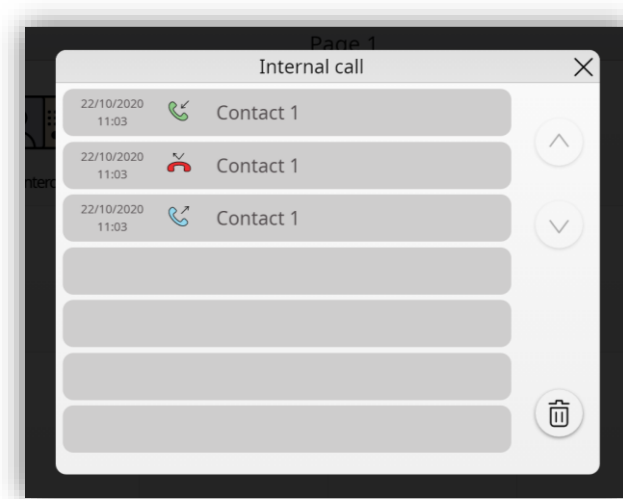 Page 1
Internal call
22/10/2020
11:03
Contact 1
22/10/2020
11:03
Contact 1
22/10/2020
11:03
Contact 1